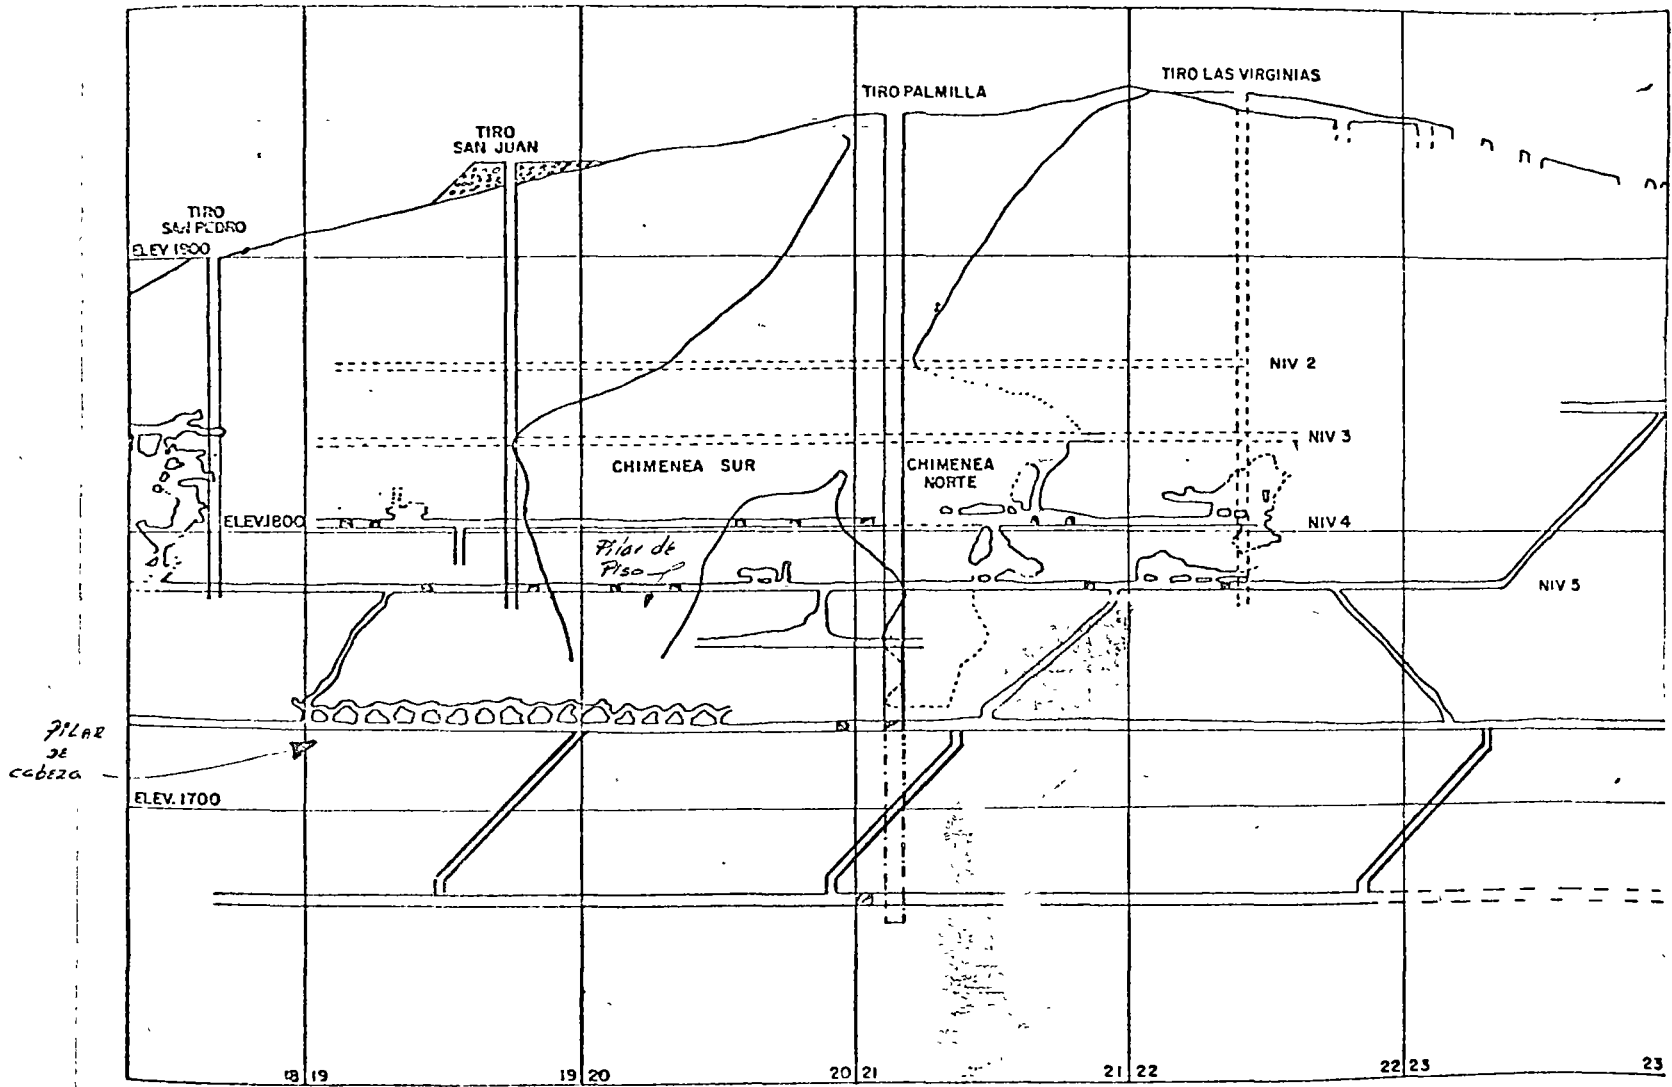 TIRO LAS VIRGINIAS
TIRO PALMILLA
TIRO
SAN JUAN
TIRO
SAN PEDRO
ELEV 1900
NIV 2
NIV 3
CHIMENEA SUR
CHIMENEA
NORTE
ELEV.1800
NIV 4
Pilar de
Piso
NIV 5
PILAR
DE
CABEZA
ELEV. 1700
18 19
19 20
20 21
21 22
22 23
23